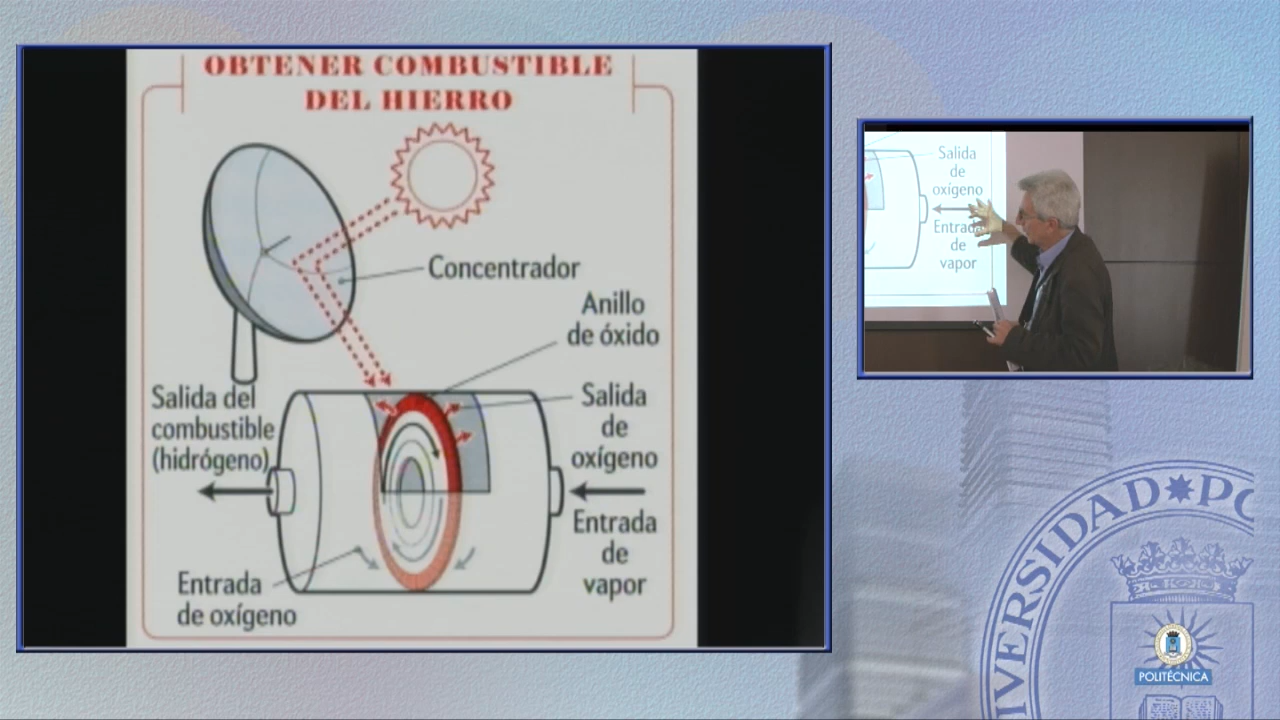 OBTENER COMBUSTIBLE
DEL HIERRO
Concentrador
Anillo
de óxido
Salida del
combustible
(hidrógeno)
Salida
de
oxígeno
Entrada
de
vapor
Entrada
de oxígeno
Salida
de
oxígeno
Entrada
de
vapor
POLITÉCNICA